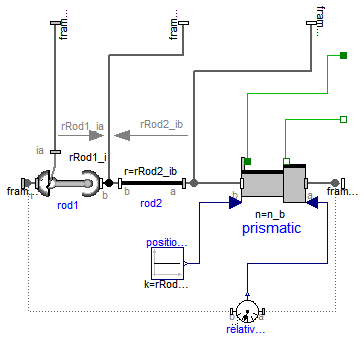 fram...
fram...
fram...
rRod1_ia
rRod2_ib
ia
rRod1_i
r=rRod2_ib
fram...
b
b
a
b
a
fram...
rod1
rod2
n=n_b
prismatic
positio...
k=rRod...
b
a
relativ...